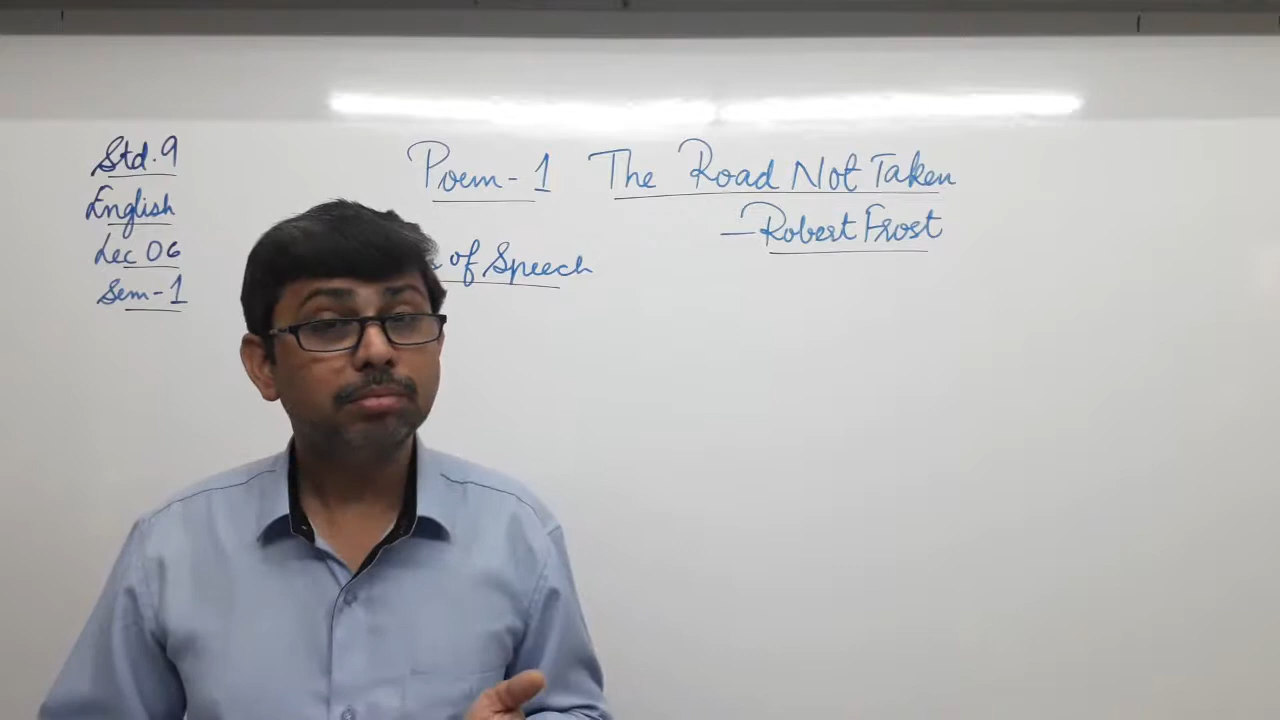 Std. 9
English
Lec 06
Sem-1
Poem-1 The Road Not Taken
—Robert Frost
of Speech